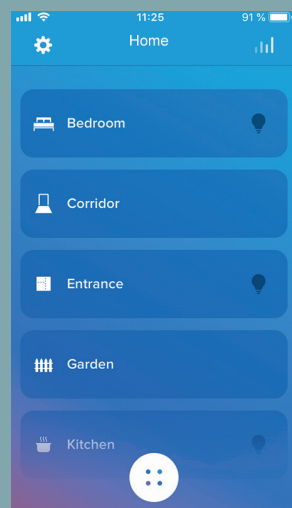 11:25
91 %
Home
Bedroom
Corridor
Entrance
Garden
Kitchen